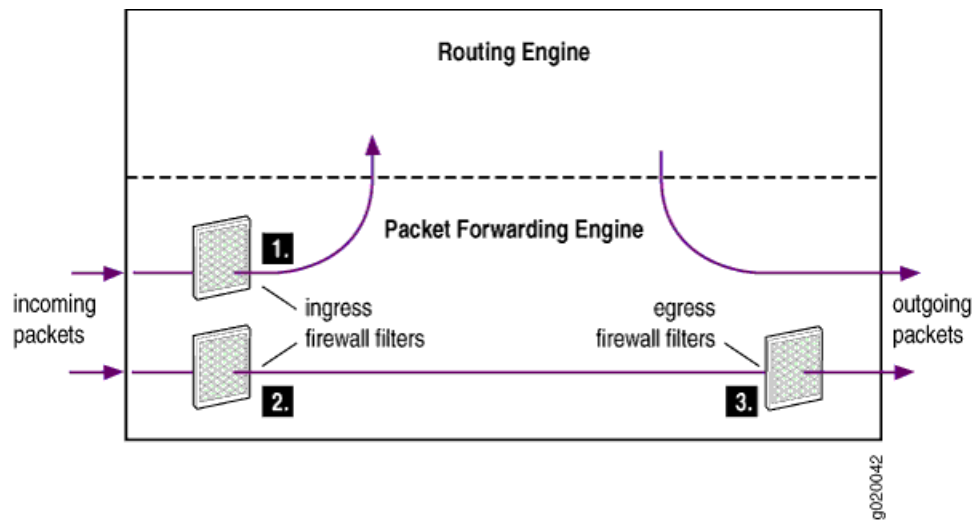 Routing Engine
Packet Forwarding Engine
1.
incoming
packets
ingress
firewall filters
egress
firewall filters
outgoing
packets
2.
3.
g020042